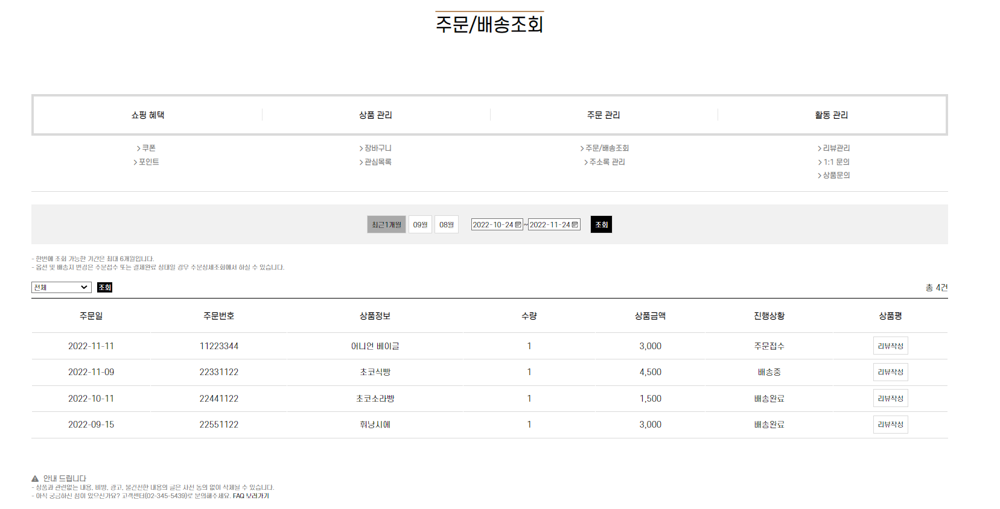 주문/배송조회
쇼핑 혜택 상품 관리 주문 관리 활동 관리
쿠폰 장바구니 주문/배송조회 리뷰관리
포인트 관심목록 주소록 관리 1:1 문의
상품문의
최근1개월 09월 08월 2022-10-24 ~ 2022-11-24 조회
- 한번에 조회 가능한 기간은 최대 6개월입니다.
- 옵션 및 배송지 변경은 주문접수 또는 결제완료 상태일 경우 주문상세조회에서 하실 수 있습니다.
전체 조회 총 4건
주문일 주문번호 상품정보 수량 상품금액 진행상황 상품평
2022-11-11 11223344 어니언 베이글 1 3,000 주문접수 리뷰작성
2022-11-09 22331122 초코식빵 1 4,500 배송중 리뷰작성
2022-10-11 22441122 초코소라빵 1 1,500 배송완료 리뷰작성
2022-09-15 22551122 휘낭시에 1 3,000 배송완료 리뷰작성
안내 드립니다
- 상품과 관련없는 내용, 비방, 광고, 불건전한 내용의 글은 사전 동의 없이 삭제될 수 있습니다.
- 아직 궁금하신 점이 있으신가요? 고객센터(02-345-5439)로 문의해주세요. FAQ 보러가기